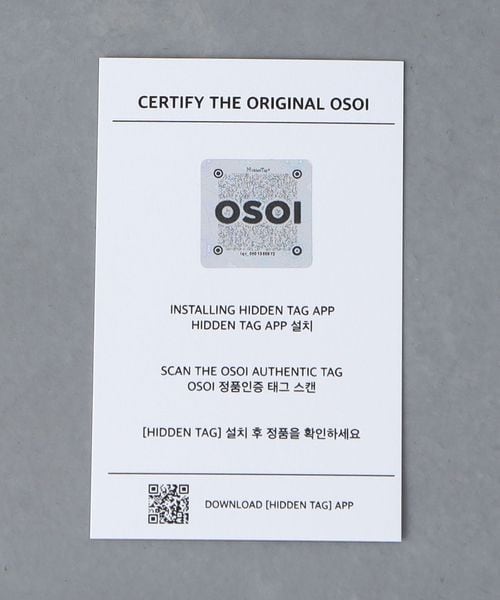 CERTIFY THE ORIGINAL OSOI
HiddenTag
OSOI
INSTALLING HIDDEN TAG APP
HIDDEN TAG APP 설치
SCAN THE OSOI AUTHENTIC TAG
OSOI 정품인증 태그 스캔
[HIDDEN TAG] 설치 후 정품을 확인하세요
DOWNLOAD [HIDDEN TAG] APP